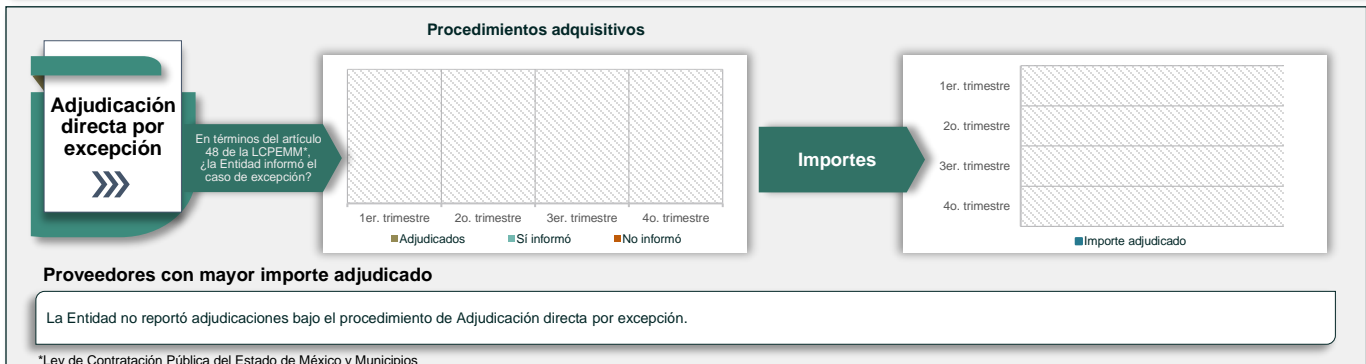 Procedimientos adquisitivos
Adjudicación
directa por
excepción
En términos del artículo
48 de la LCPEMM*,
¿la Entidad informó el
caso de excepción?
1er. trimestre 2o. trimestre 3er. trimestre 4o. trimestre
Adjudicados Sí informó No informó
Importes
1er. trimestre
2o. trimestre
3er. trimestre
4o. trimestre
Importe adjudicado
Proveedores con mayor importe adjudicado
La Entidad no reportó adjudicaciones bajo el procedimiento de Adjudicación directa por excepción.
*Ley de Contratación Pública del Estado de México y Municipios